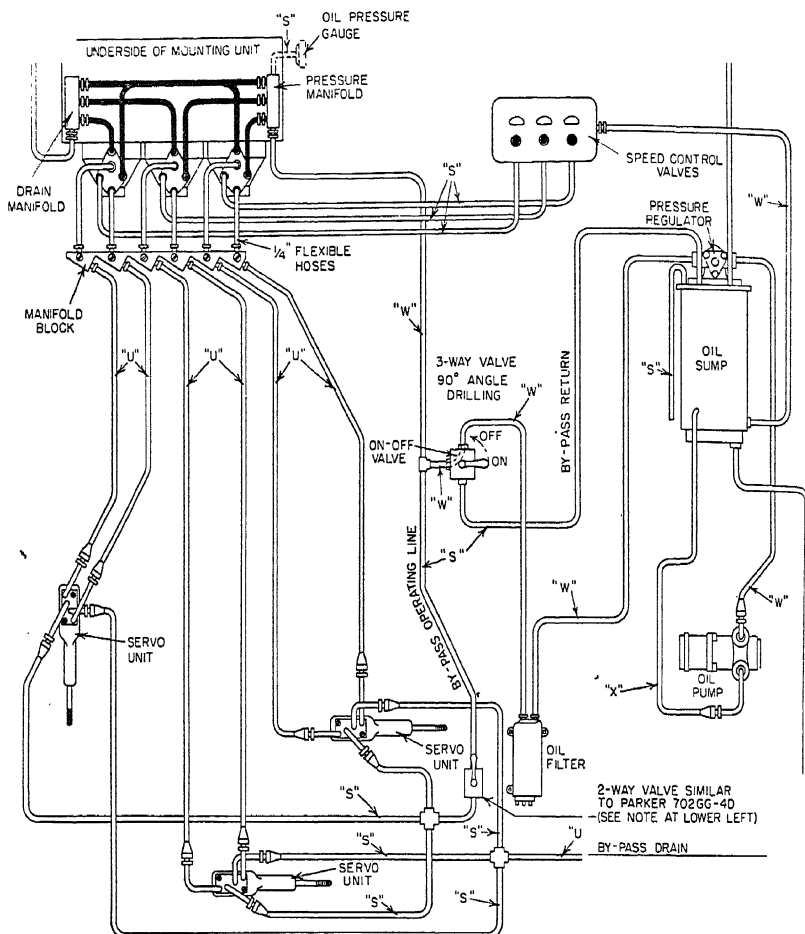 "S"
OIL PRESSURE
GAUGE
UNDERSIDE OF MOUNTING UNIT
PRESSURE
MANIFOLD
DRAIN
MANIFOLD
"S"
SPEED CONTROL
VALVES
"W"
PRESSURE
REGULATOR
1/4" FLEXIBLE
HOSES
MANIFOLD
BLOCK
"U"
"U"
"U"
"W"
3-WAY VALVE
90° ANGLE
DRILLING
"W"
OFF
ON-OFF
VALVE
ON
"W"
BY-PASS RETURN
"S"
OIL
SUMP
"S"
BY-PASS OPERATING LINE
"W"
"W"
SERVO
UNIT
"X"
OIL
PUMP
SERVO
UNIT
OIL
FILTER
2-WAY VALVE SIMILAR
TO PARKER 702GG-4D
(SEE NOTE AT LOWER LEFT)
"S"
"S"
"S"
"U
BY-PASS DRAIN
SERVO
UNIT
"S"
"S"